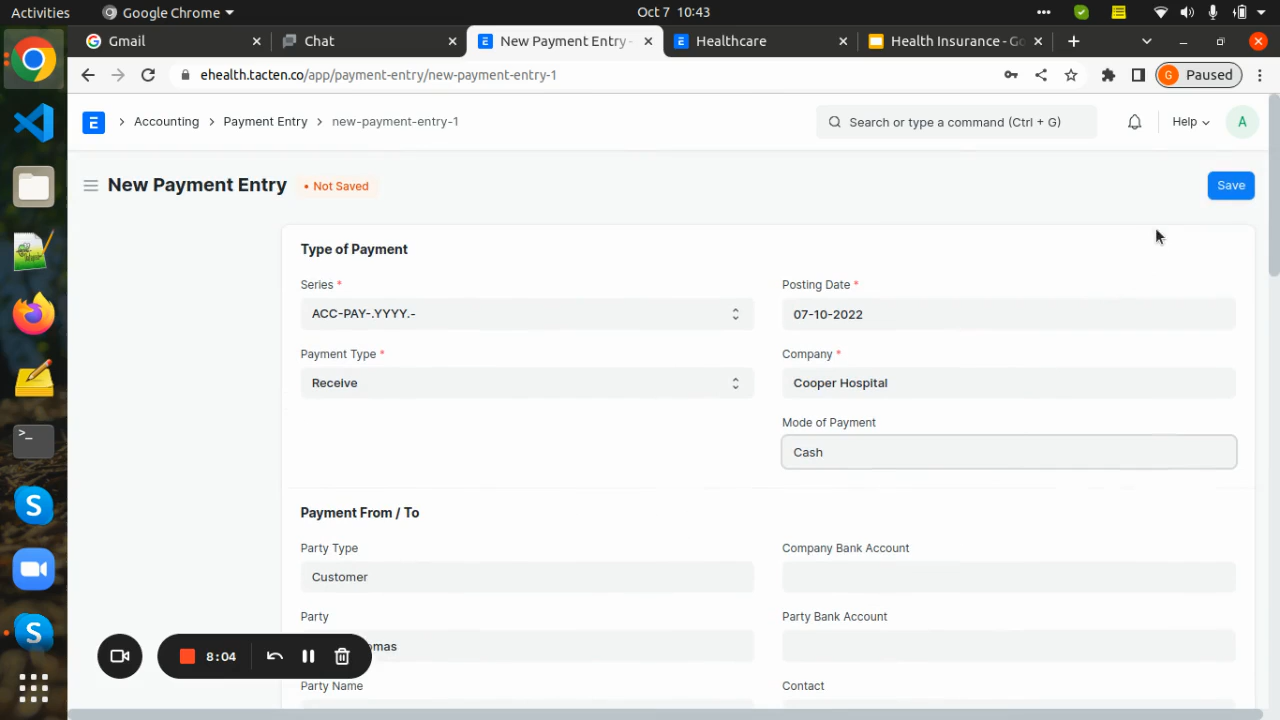 Activities
Google Chrome
Oct 7 10:43
Gmail
Chat
New Payment Entry -
Healthcare
Health Insurance - Go
ehealth.tacten.co/app/payment-entry/new-payment-entry-1
G Paused
E
Accounting
Payment Entry
new-payment-entry-1
Search or type a command (Ctrl + G)
Help
A
New Payment Entry
• Not Saved
Save
Type of Payment
Series *
Posting Date *
ACC-PAY-.YYYY.-
07-10-2022
Payment Type *
Company *
Receive
Cooper Hospital
Mode of Payment
Cash
Payment From / To
Party Type
Company Bank Account
Customer
Party
Party Bank Account
omas
8:04
Party Name
Contact